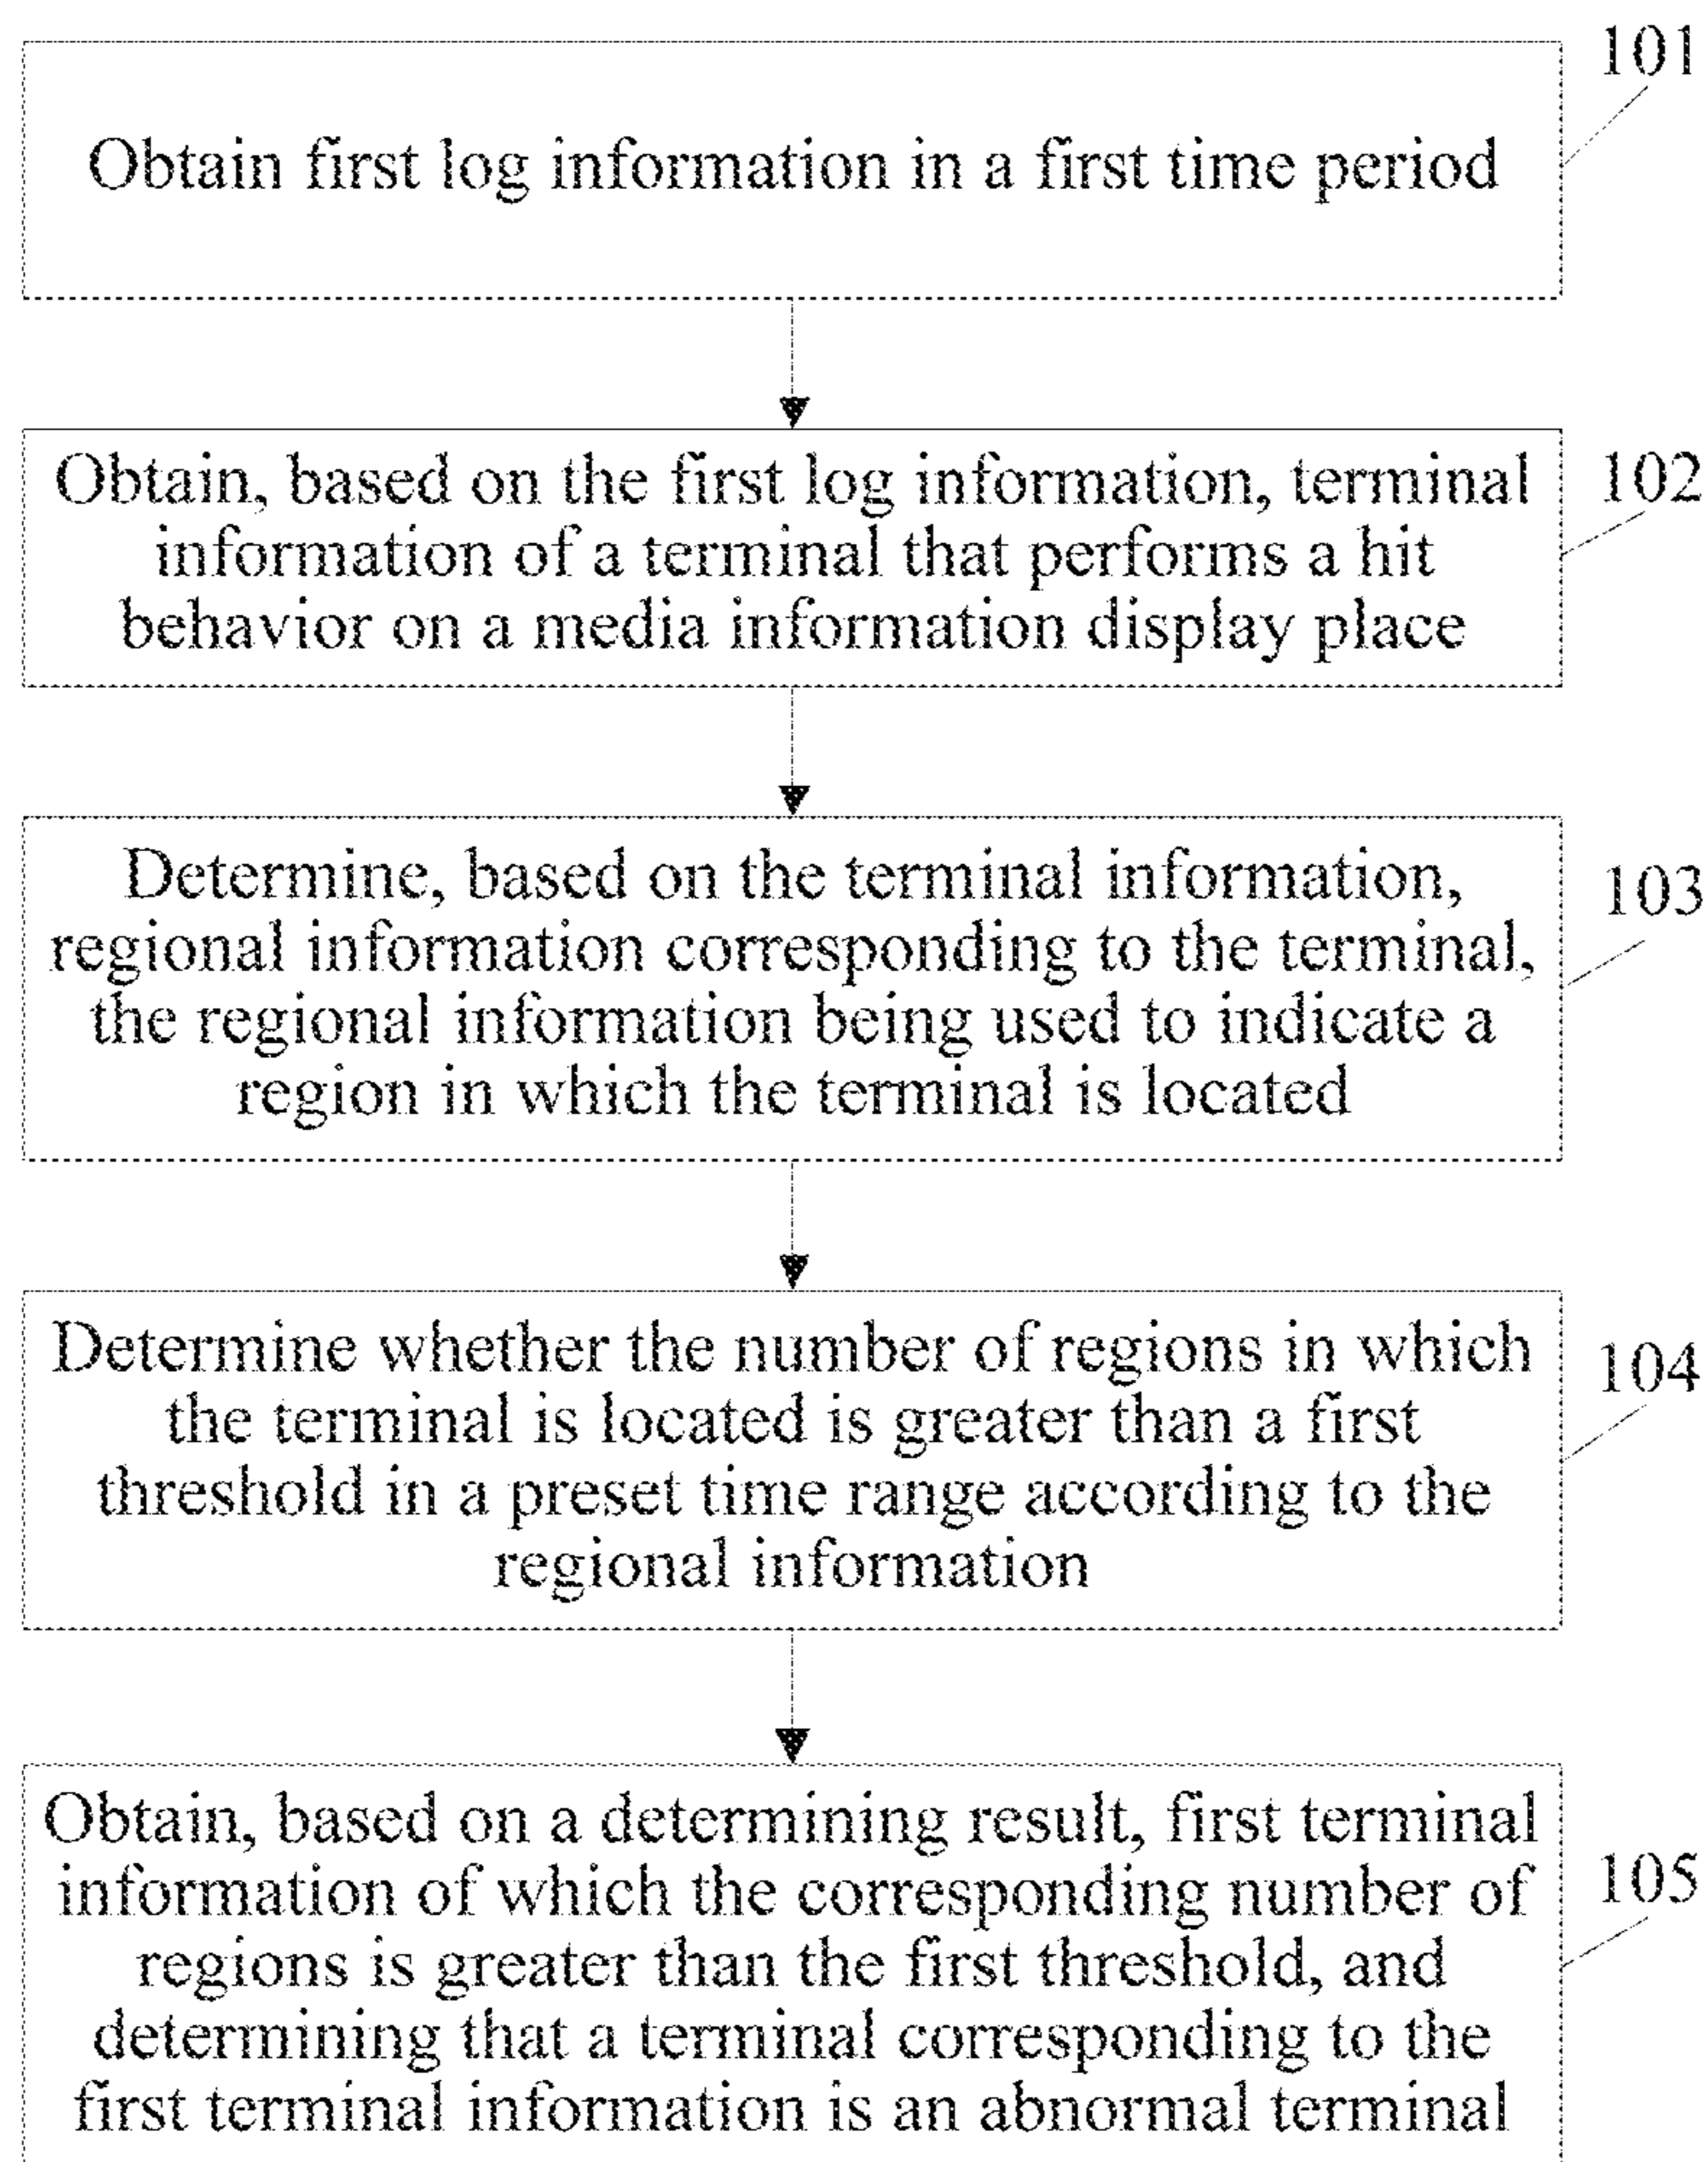 101
Obtain first log information in a first time period
Obtain, based on the first log information, terminal
information of a terminal that performs a hit
behavior on a media information display place
102
Determine, based on the terminal information,
regional information corresponding to the terminal,
the regional information being used to indicate a
region in which the terminal is located
103
Determine whether the number of regions in which
the terminal is located is greater than a first
threshold in a preset time range according to the
regional information
104
Obtain, based on a determining result, first terminal
information of which the corresponding number of
regions is greater than the first threshold, and
determining that a terminal corresponding to the
first terminal information is an abnormal terminal
105